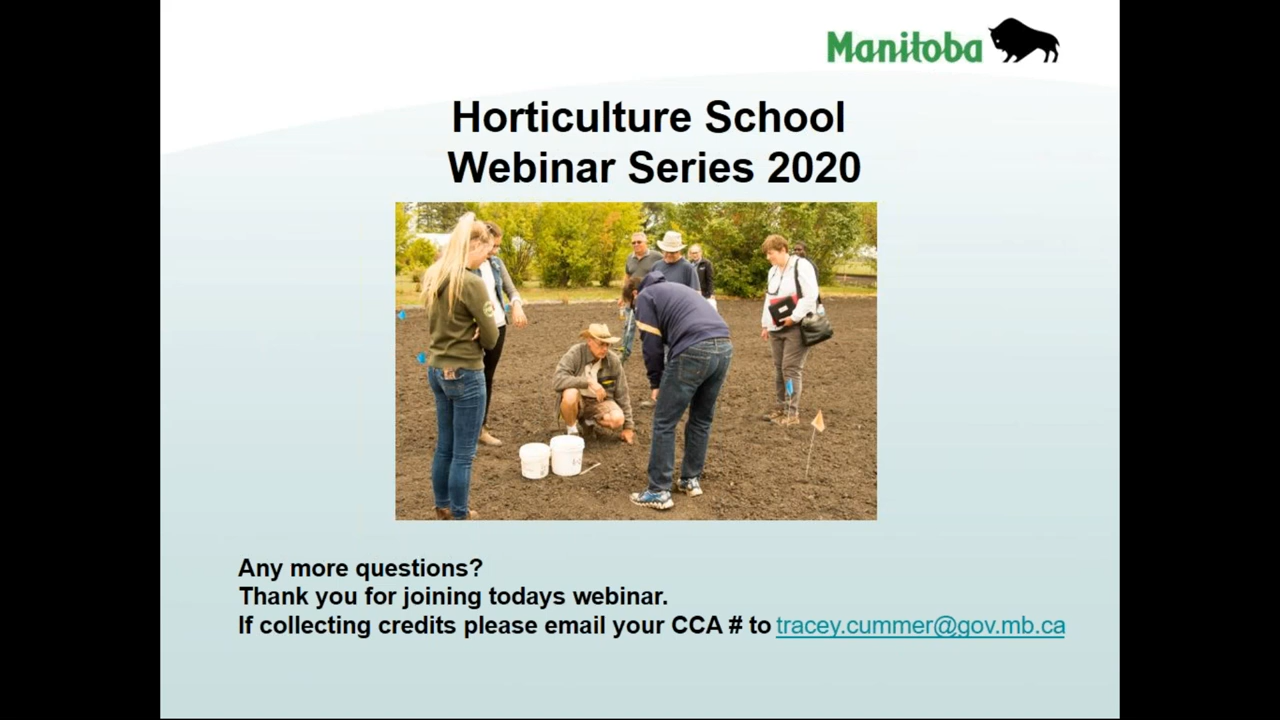 Manitoba
Horticulture School
Webinar Series 2020
Any more questions?
Thank you for joining todays webinar.
If collecting credits please email your CCA # to tracey.cummer@gov.mb.ca